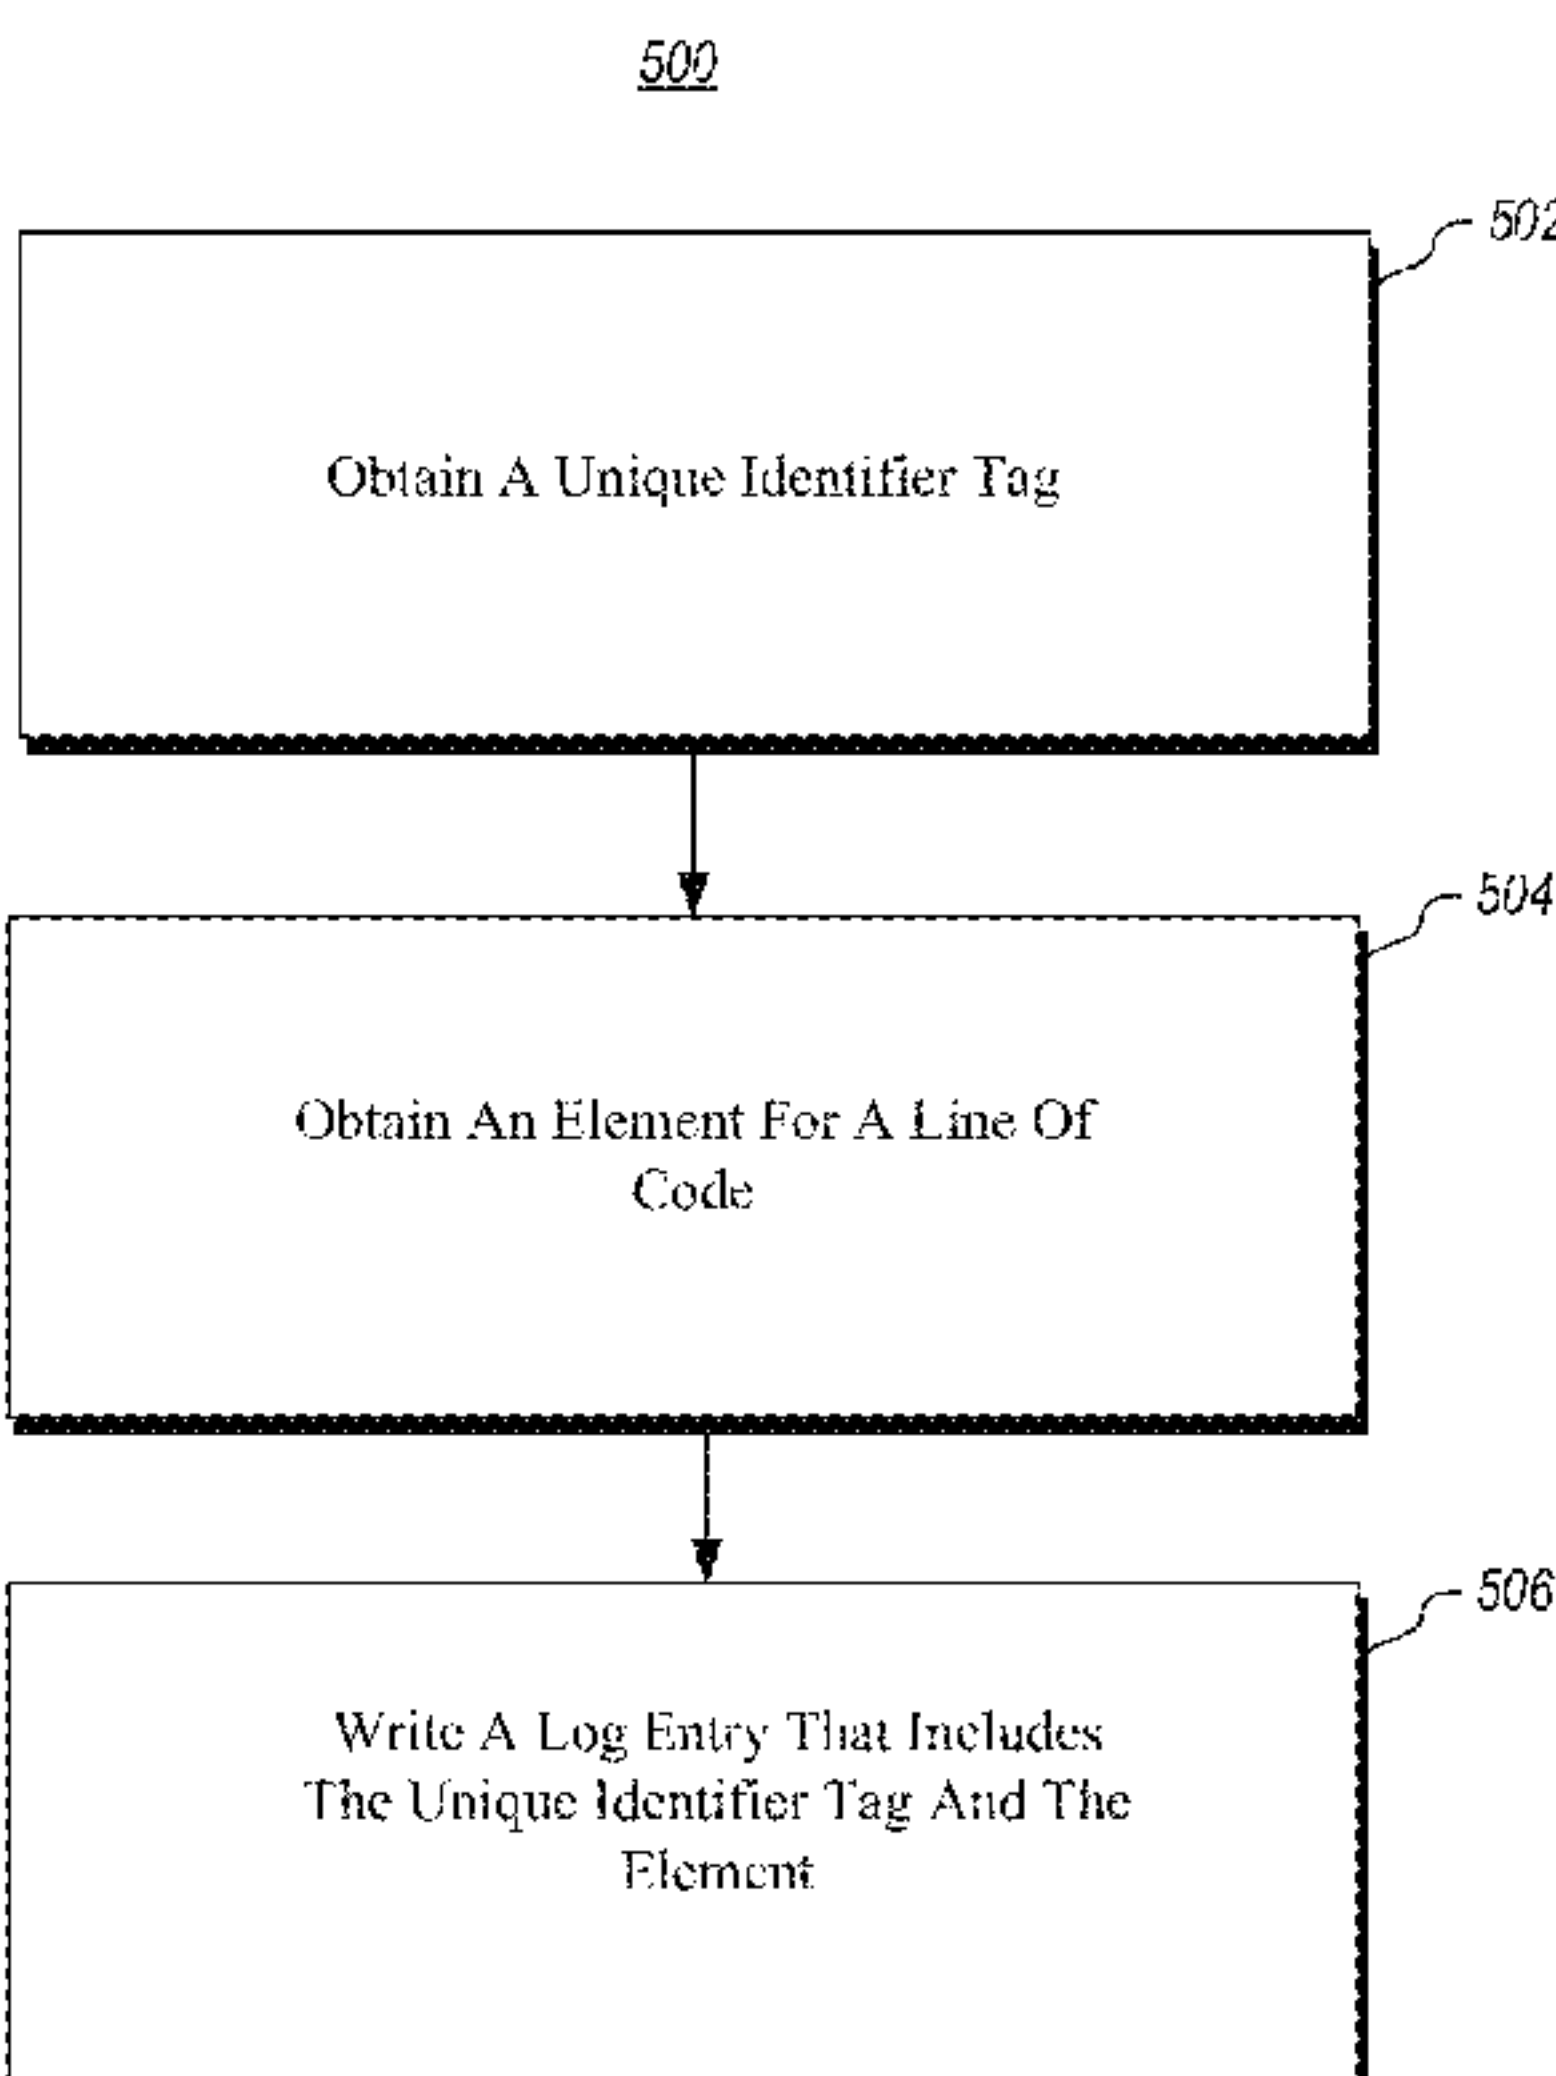 500
502
Obtain A Unique Identifier Tag
504
Obtain An Element For A Line Of
Code
506
Write A Log Entry That Includes
The Unique Identifier Tag And The
Element